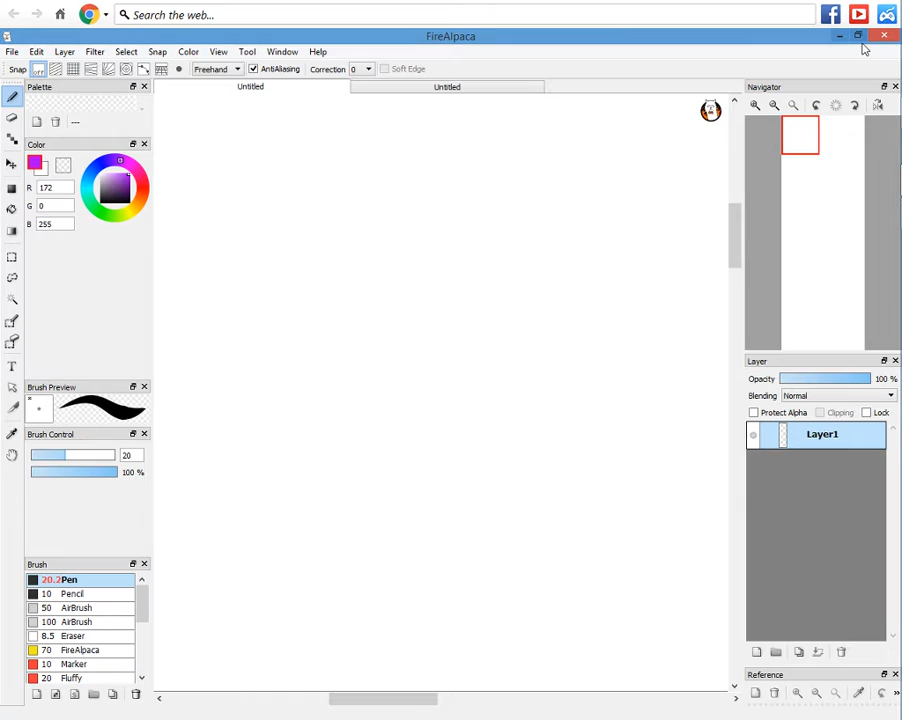 Search the web...
FireAlpaca
File Edit Layer Filter Select Snap Color View Tool Window Help
Snap off Freehand AntiAliasing Correction 0 Soft Edge
Palette
Untitled Untitled
Navigator
---
Color
R 172
G 0
B 255
Layer
Opacity 100 %
Blending Normal
Protect Alpha Clipping Lock
Layer1
Brush Preview
Brush Control
20
100 %
Brush
20.2 Pen
10 Pencil
50 AirBrush
100 AirBrush
8.5 Eraser
70 FireAlpaca
10 Marker
20 Fluffy
Reference